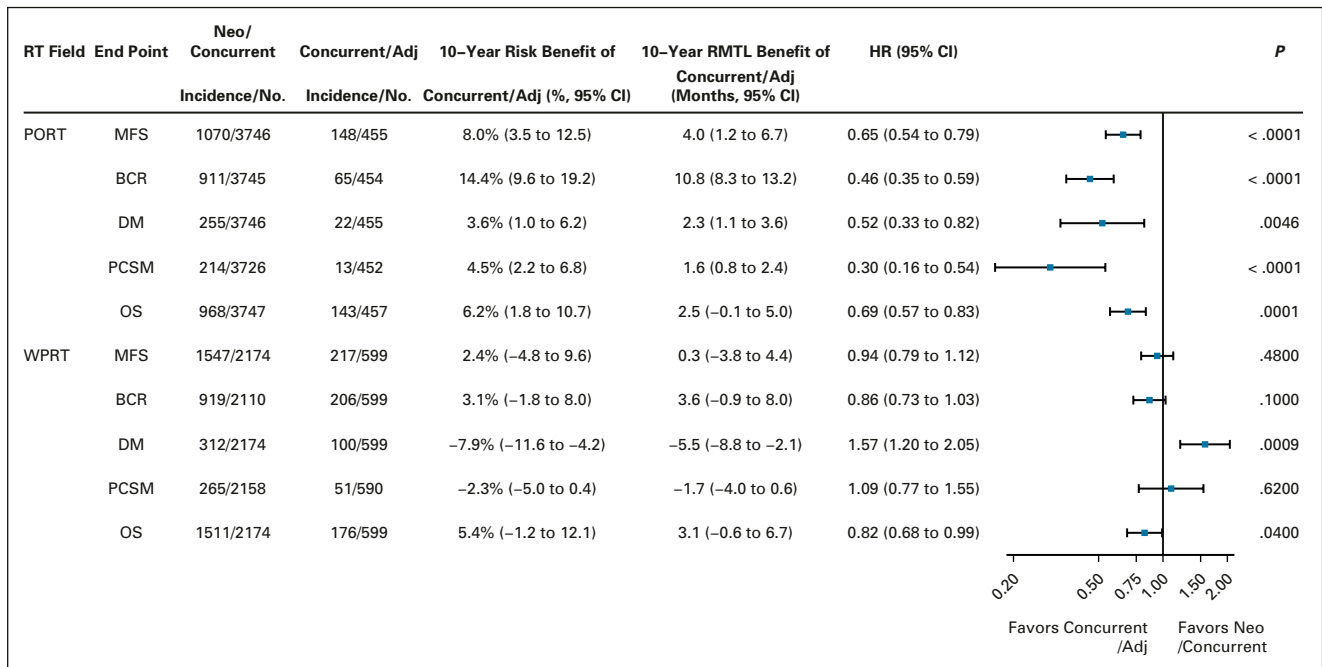 Neo/
RT Field End Point Concurrent Concurrent/Adj 10–Year Risk Benefit of 10–Year RMTL Benefit of HR (95% CI) P
Concurrent/Adj
Incidence/No. Incidence/No. Concurrent/Adj (%, 95% CI) (Months, 95% CI)
PORT MFS 1070/3746 148/455 8.0% (3.5 to 12.5) 4.0 (1.2 to 6.7) 0.65 (0.54 to 0.79) < .0001
BCR 911/3745 65/454 14.4% (9.6 to 19.2) 10.8 (8.3 to 13.2) 0.46 (0.35 to 0.59) < .0001
DM 255/3746 22/455 3.6% (1.0 to 6.2) 2.3 (1.1 to 3.6) 0.52 (0.33 to 0.82) .0046
PCSM 214/3726 13/452 4.5% (2.2 to 6.8) 1.6 (0.8 to 2.4) 0.30 (0.16 to 0.54) < .0001
OS 968/3747 143/457 6.2% (1.8 to 10.7) 2.5 (−0.1 to 5.0) 0.69 (0.57 to 0.83) .0001
WPRT MFS 1547/2174 217/599 2.4% (−4.8 to 9.6) 0.3 (−3.8 to 4.4) 0.94 (0.79 to 1.12) .4800
BCR 919/2110 206/599 3.1% (−1.8 to 8.0) 3.6 (−0.9 to 8.0) 0.86 (0.73 to 1.03) .1000
DM 312/2174 100/599 −7.9% (−11.6 to −4.2) −5.5 (−8.8 to −2.1) 1.57 (1.20 to 2.05) .0009
PCSM 265/2158 51/590 −2.3% (−5.0 to 0.4) −1.7 (−4.0 to 0.6) 1.09 (0.77 to 1.55) .6200
OS 1511/2174 176/599 5.4% (−1.2 to 12.1) 3.1 (−0.6 to 6.7) 0.82 (0.68 to 0.99) .0400
0.20 0.50 0.75 1.00 1.50 2.00
Favors Concurrent Favors Neo
/Adj /Concurrent